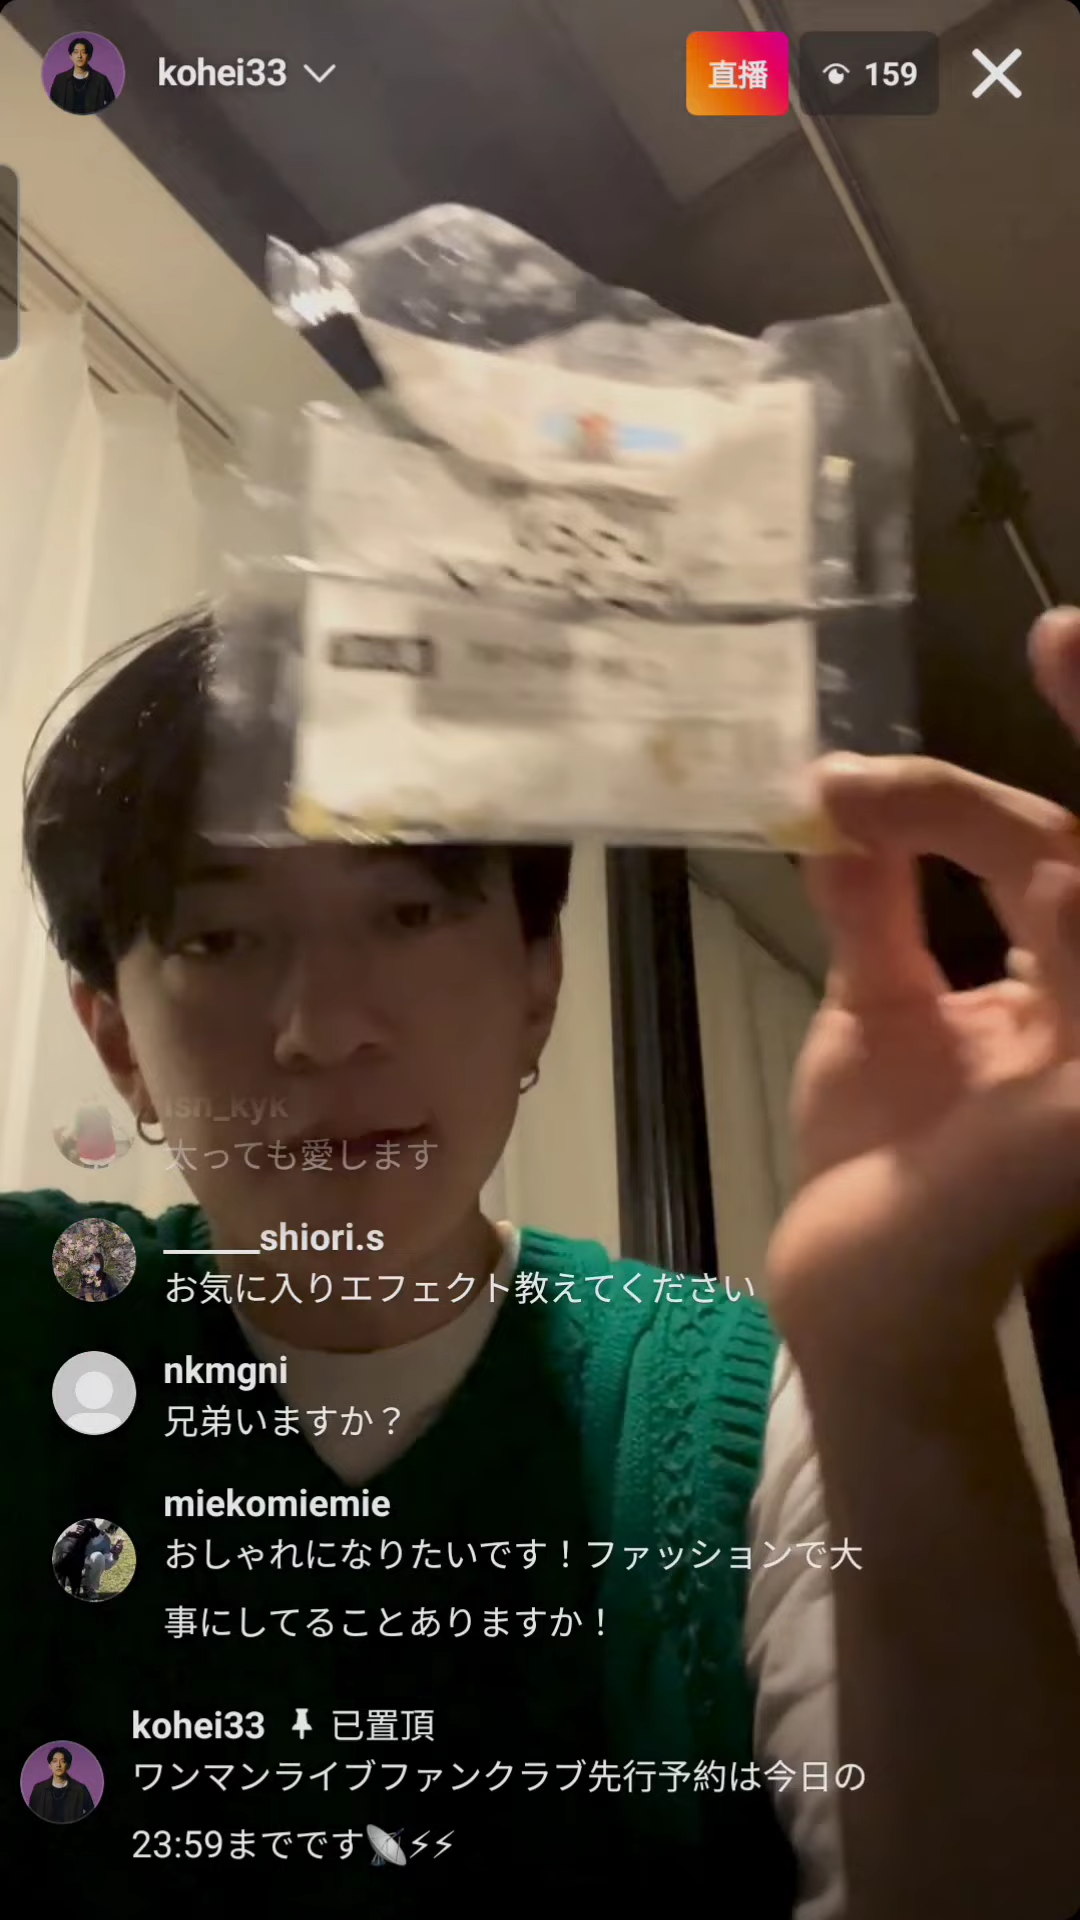 kohei33
直播
159
isn_kyk
太っても愛します
______shiori.s
お気に入りエフェクト教えてください
nkmgni
兄弟いますか？
miekomiemie
おしゃれになりたいです！ファッションで大
事にしてることありますか！
kohei33 已置頂
ワンマンライブファンクラブ先行予約は今日の
23:59までです📡⚡⚡